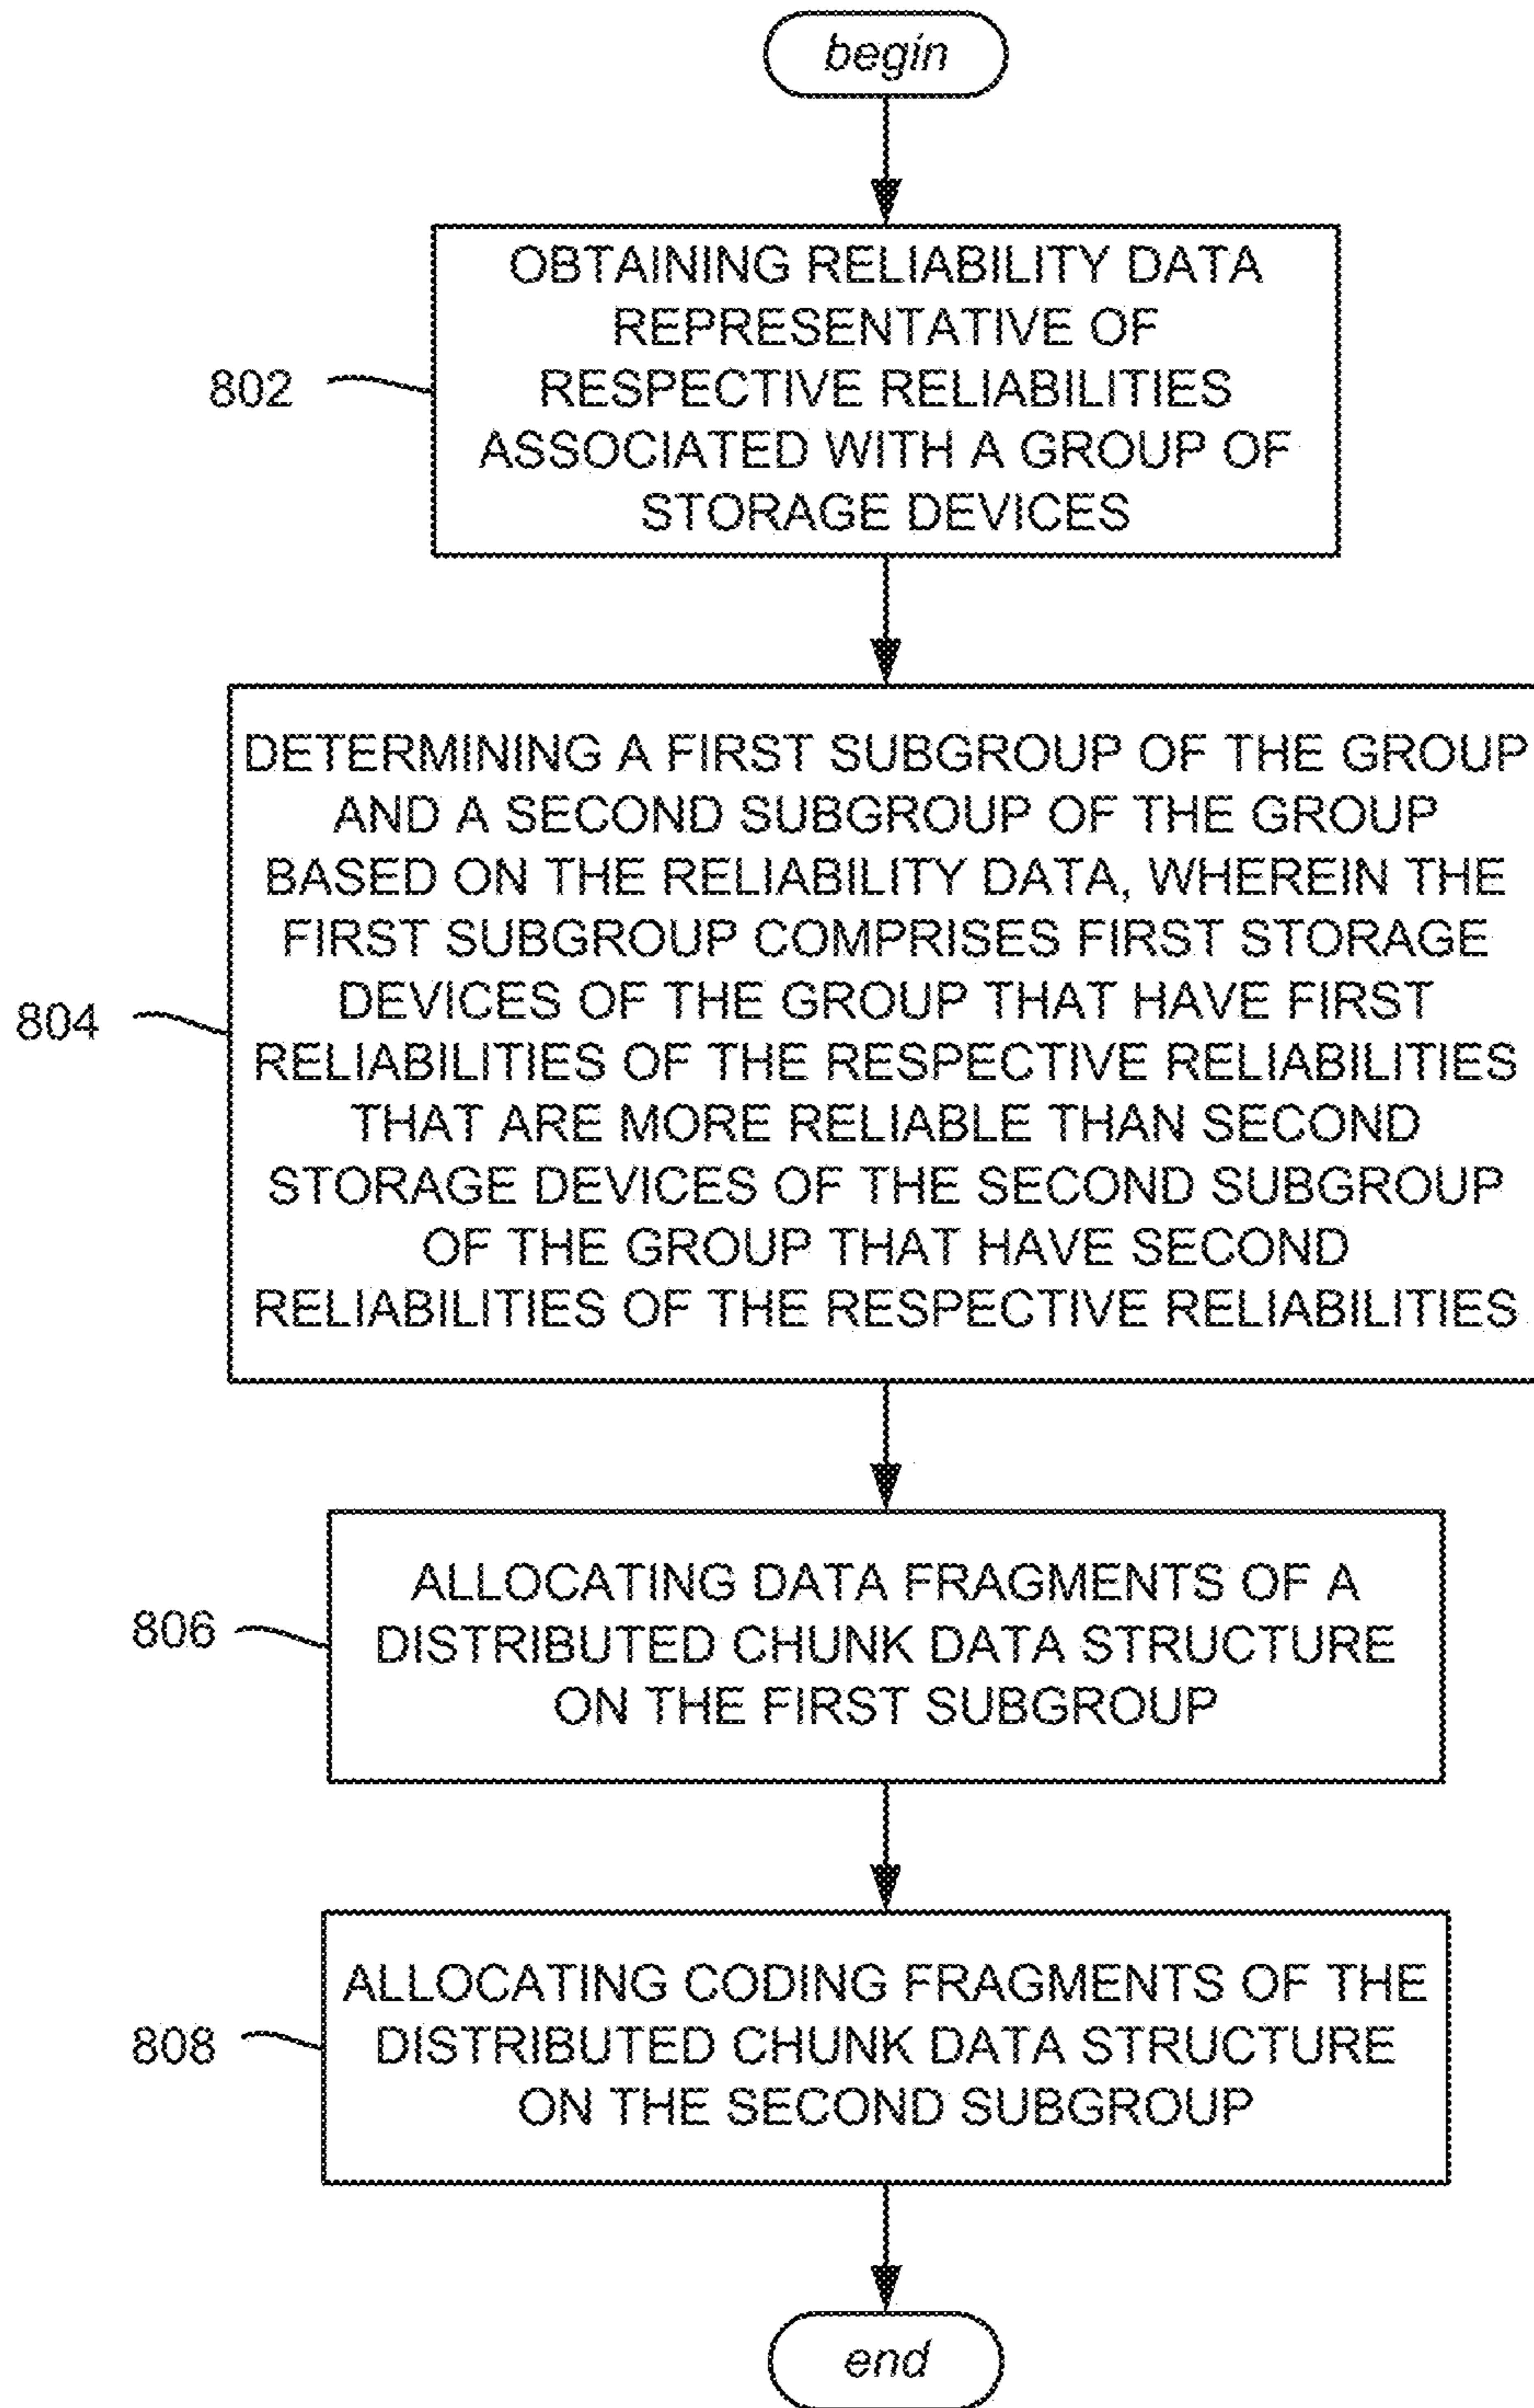 begin
OBTAINING RELIABILITY DATA
REPRESENTATIVE OF
RESPECTIVE RELIABILITIES
ASSOCIATED WITH A GROUP OF
STORAGE DEVICES
802
DETERMINING A FIRST SUBGROUP OF THE GROUP
AND A SECOND SUBGROUP OF THE GROUP
BASED ON THE RELIABILITY DATA, WHEREIN THE
FIRST SUBGROUP COMPRISES FIRST STORAGE
DEVICES OF THE GROUP THAT HAVE FIRST
RELIABILITIES OF THE RESPECTIVE RELIABILITIES
THAT ARE MORE RELIABLE THAN SECOND
STORAGE DEVICES OF THE SECOND SUBGROUP
OF THE GROUP THAT HAVE SECOND
RELIABILITIES OF THE RESPECTIVE RELIABILITIES
804
ALLOCATING DATA FRAGMENTS OF A
DISTRIBUTED CHUNK DATA STRUCTURE
ON THE FIRST SUBGROUP
806
ALLOCATING CODING FRAGMENTS OF THE
DISTRIBUTED CHUNK DATA STRUCTURE
ON THE SECOND SUBGROUP
808
end